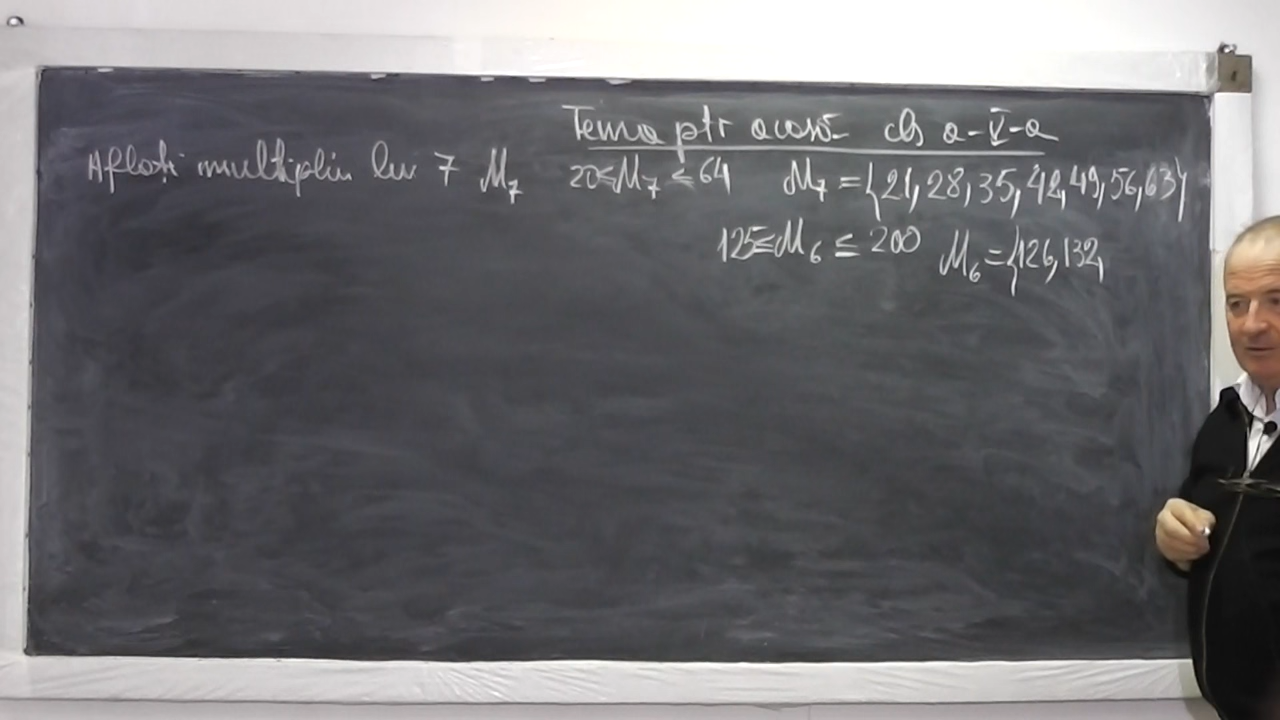 Tema ptr acasă cls a-V-a
Aflați multiplii lui 7 M₇ 20≤M₇≤64 M₇={21,28,35,42,49,56,63}
125≤M₆≤200 M₆={126,132,